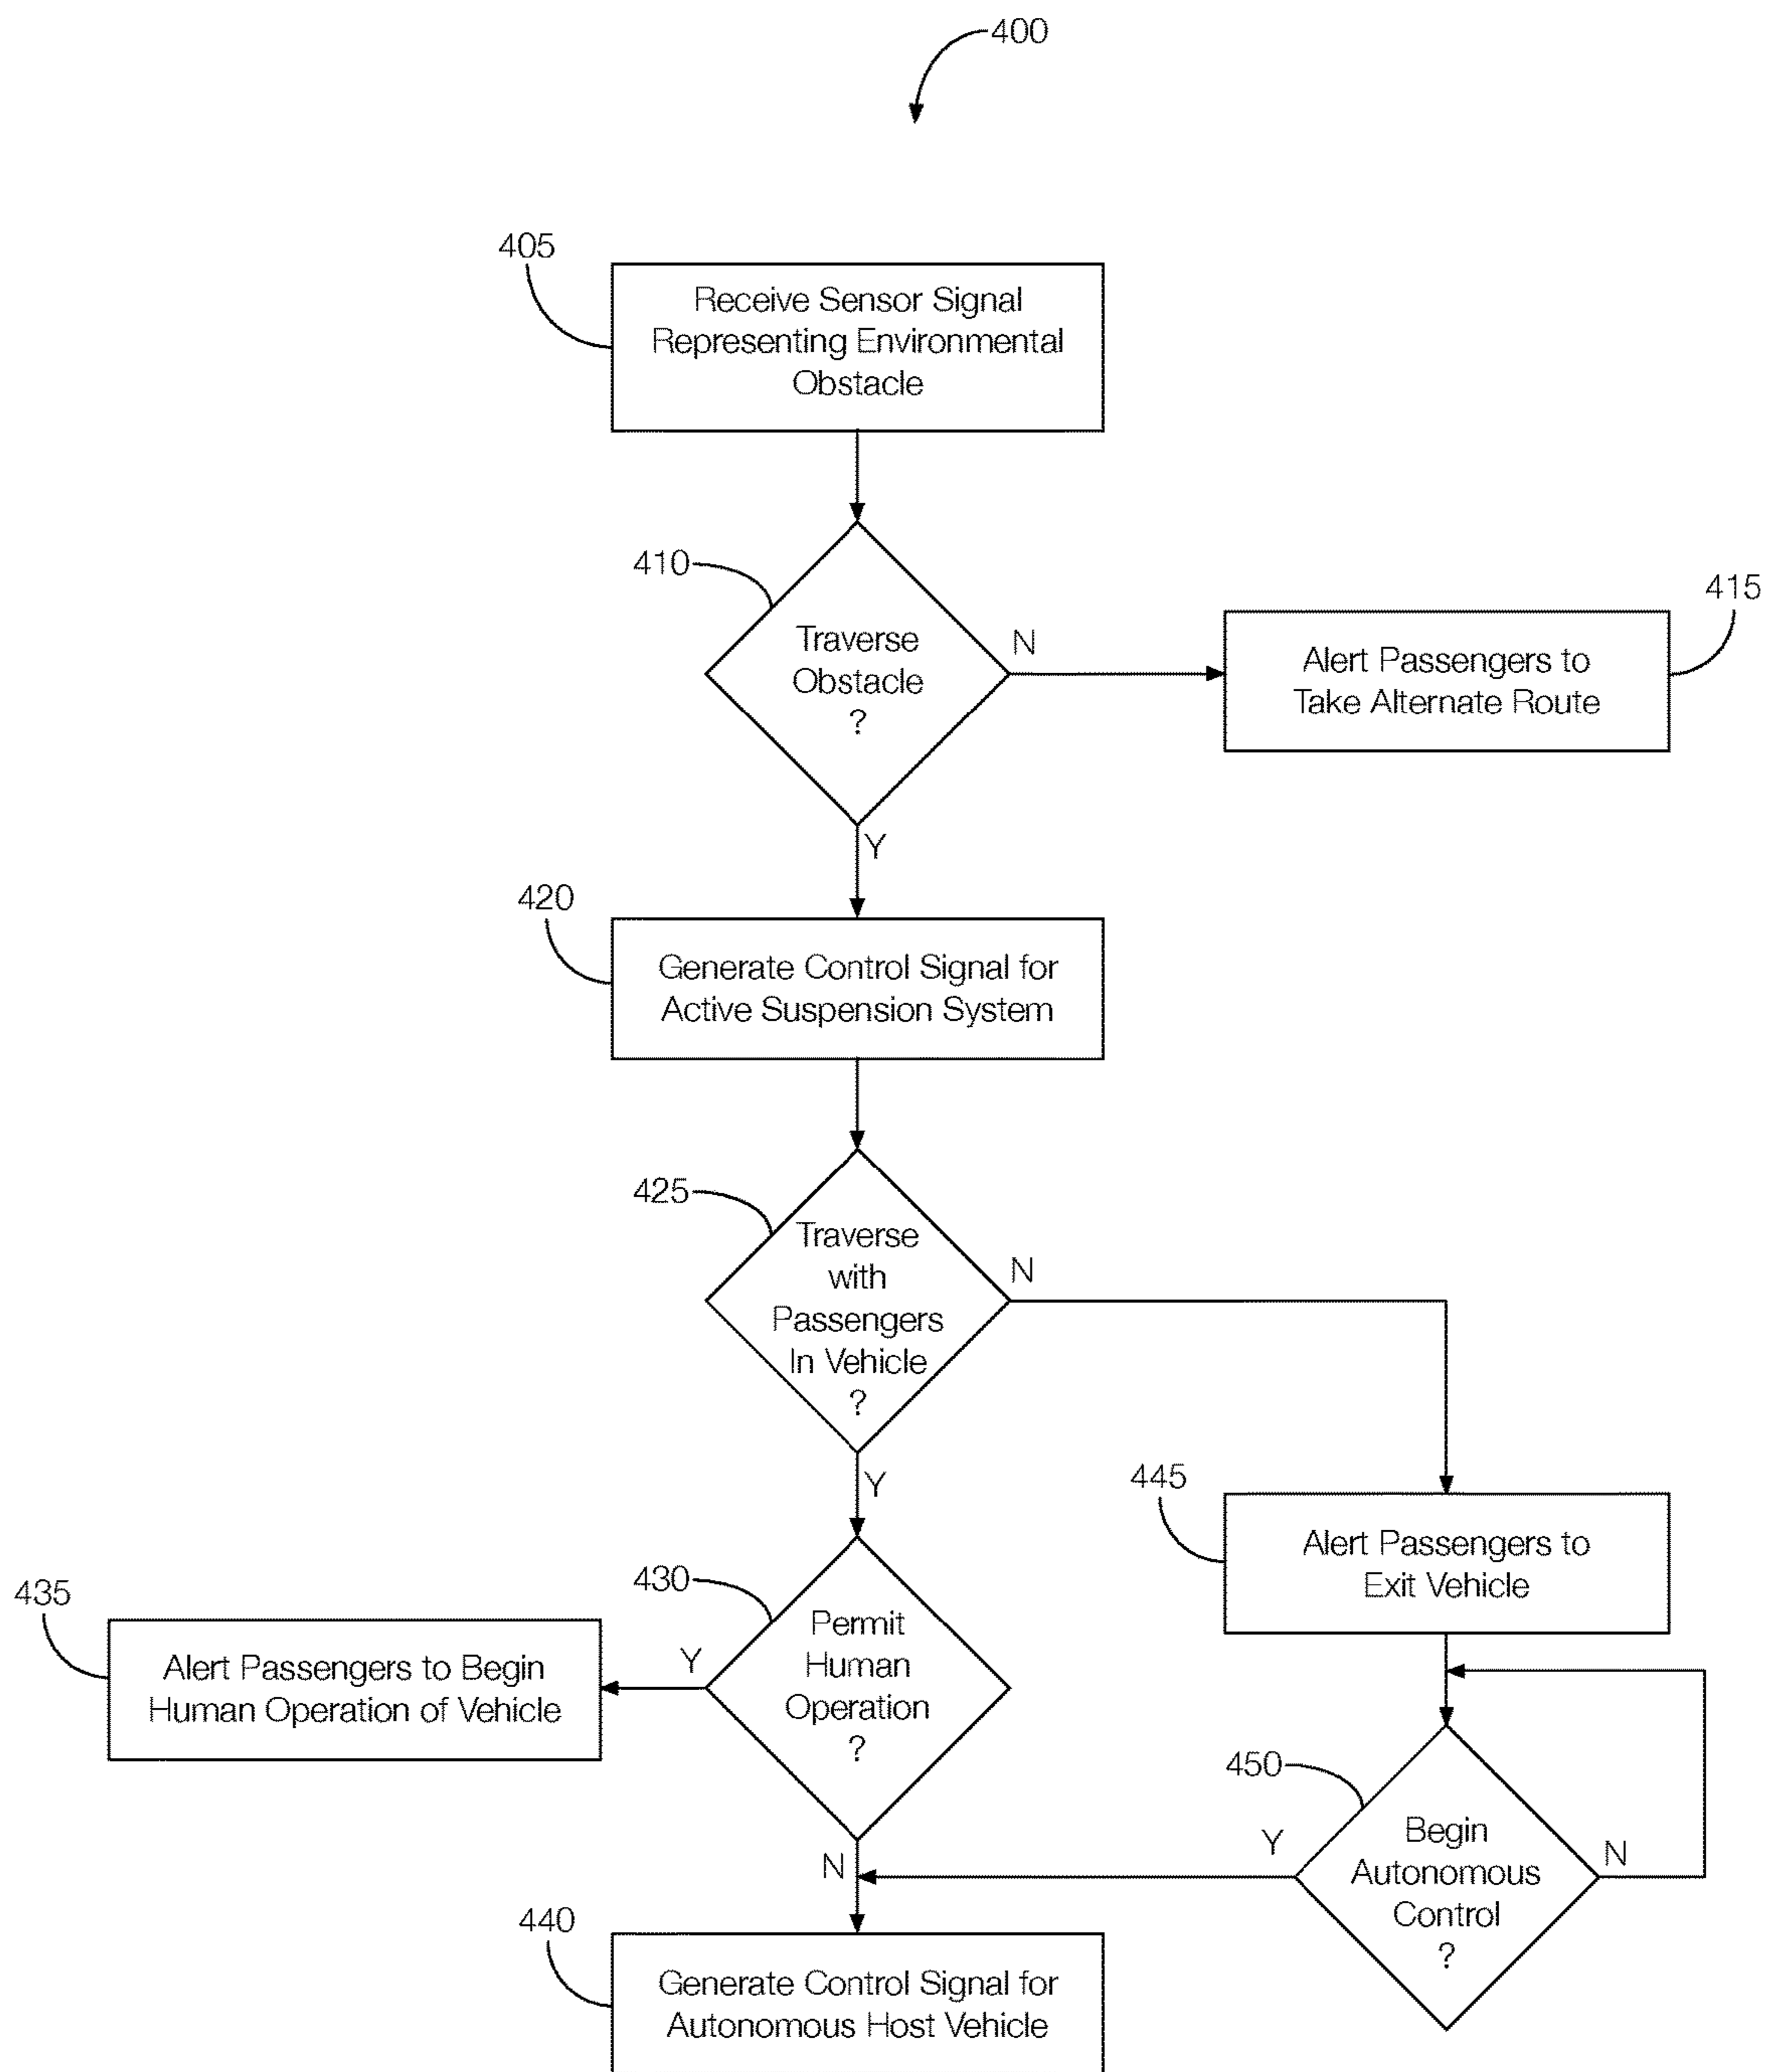 400
405
Receive Sensor Signal
Representing Environmental
Obstacle
410
Traverse
Obstacle
?
N
415
Alert Passengers to
Take Alternate Route
Y
420
Generate Control Signal for
Active Suspension System
425
Traverse
with
Passengers
In Vehicle
?
N
Y
445
Alert Passengers to
Exit Vehicle
430
Permit
Human
Operation
?
Y
435
Alert Passengers to Begin
Human Operation of Vehicle
N
450
Begin
Autonomous
Control
?
Y
N
440
Generate Control Signal for
Autonomous Host Vehicle